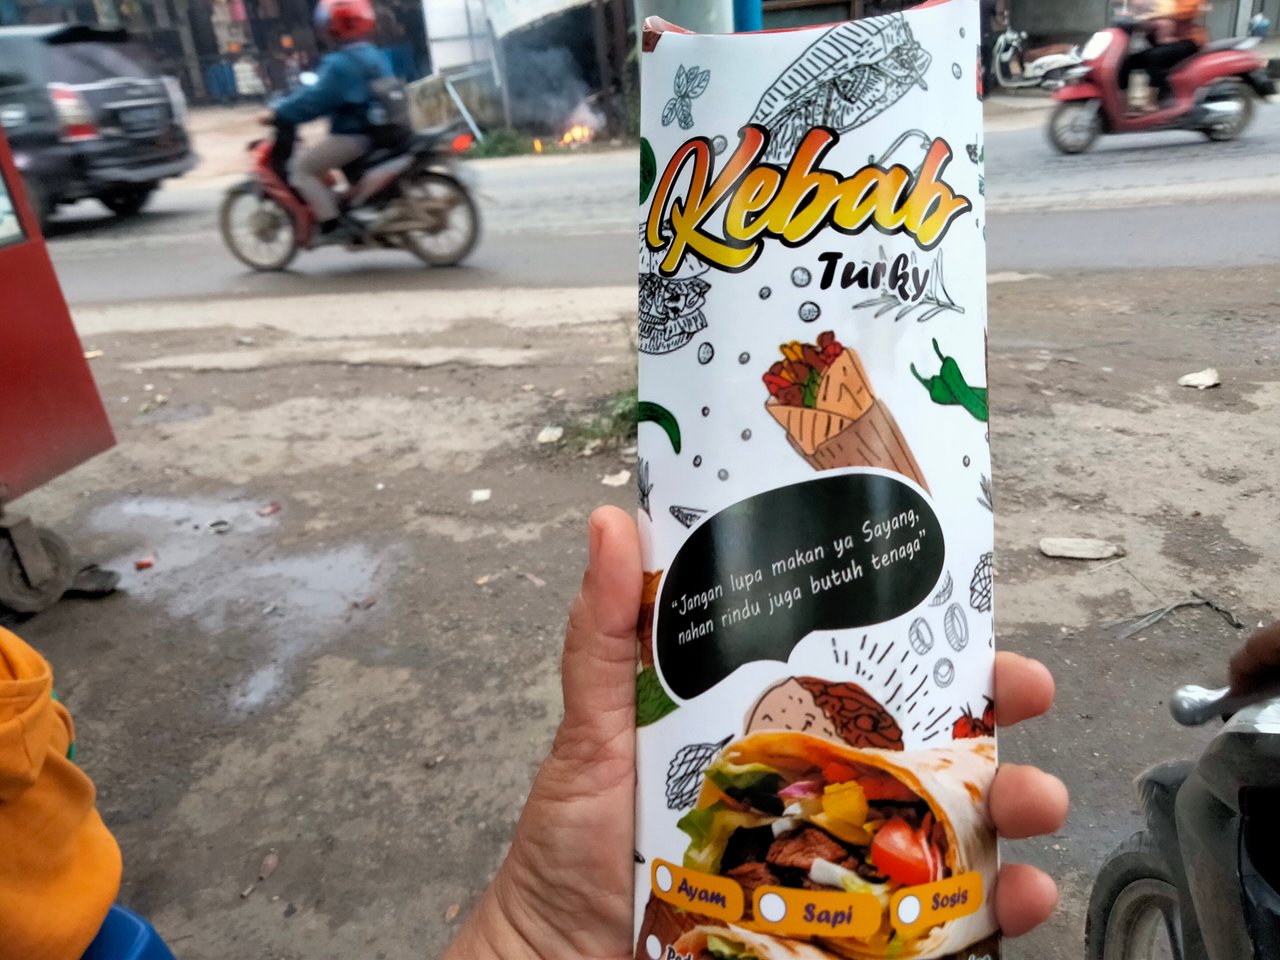 Kebab
Turky
“Jangan lupa makan ya Sayang,
nahan rindu juga butuh tenaga”
Ayam
Sapi
Sosis